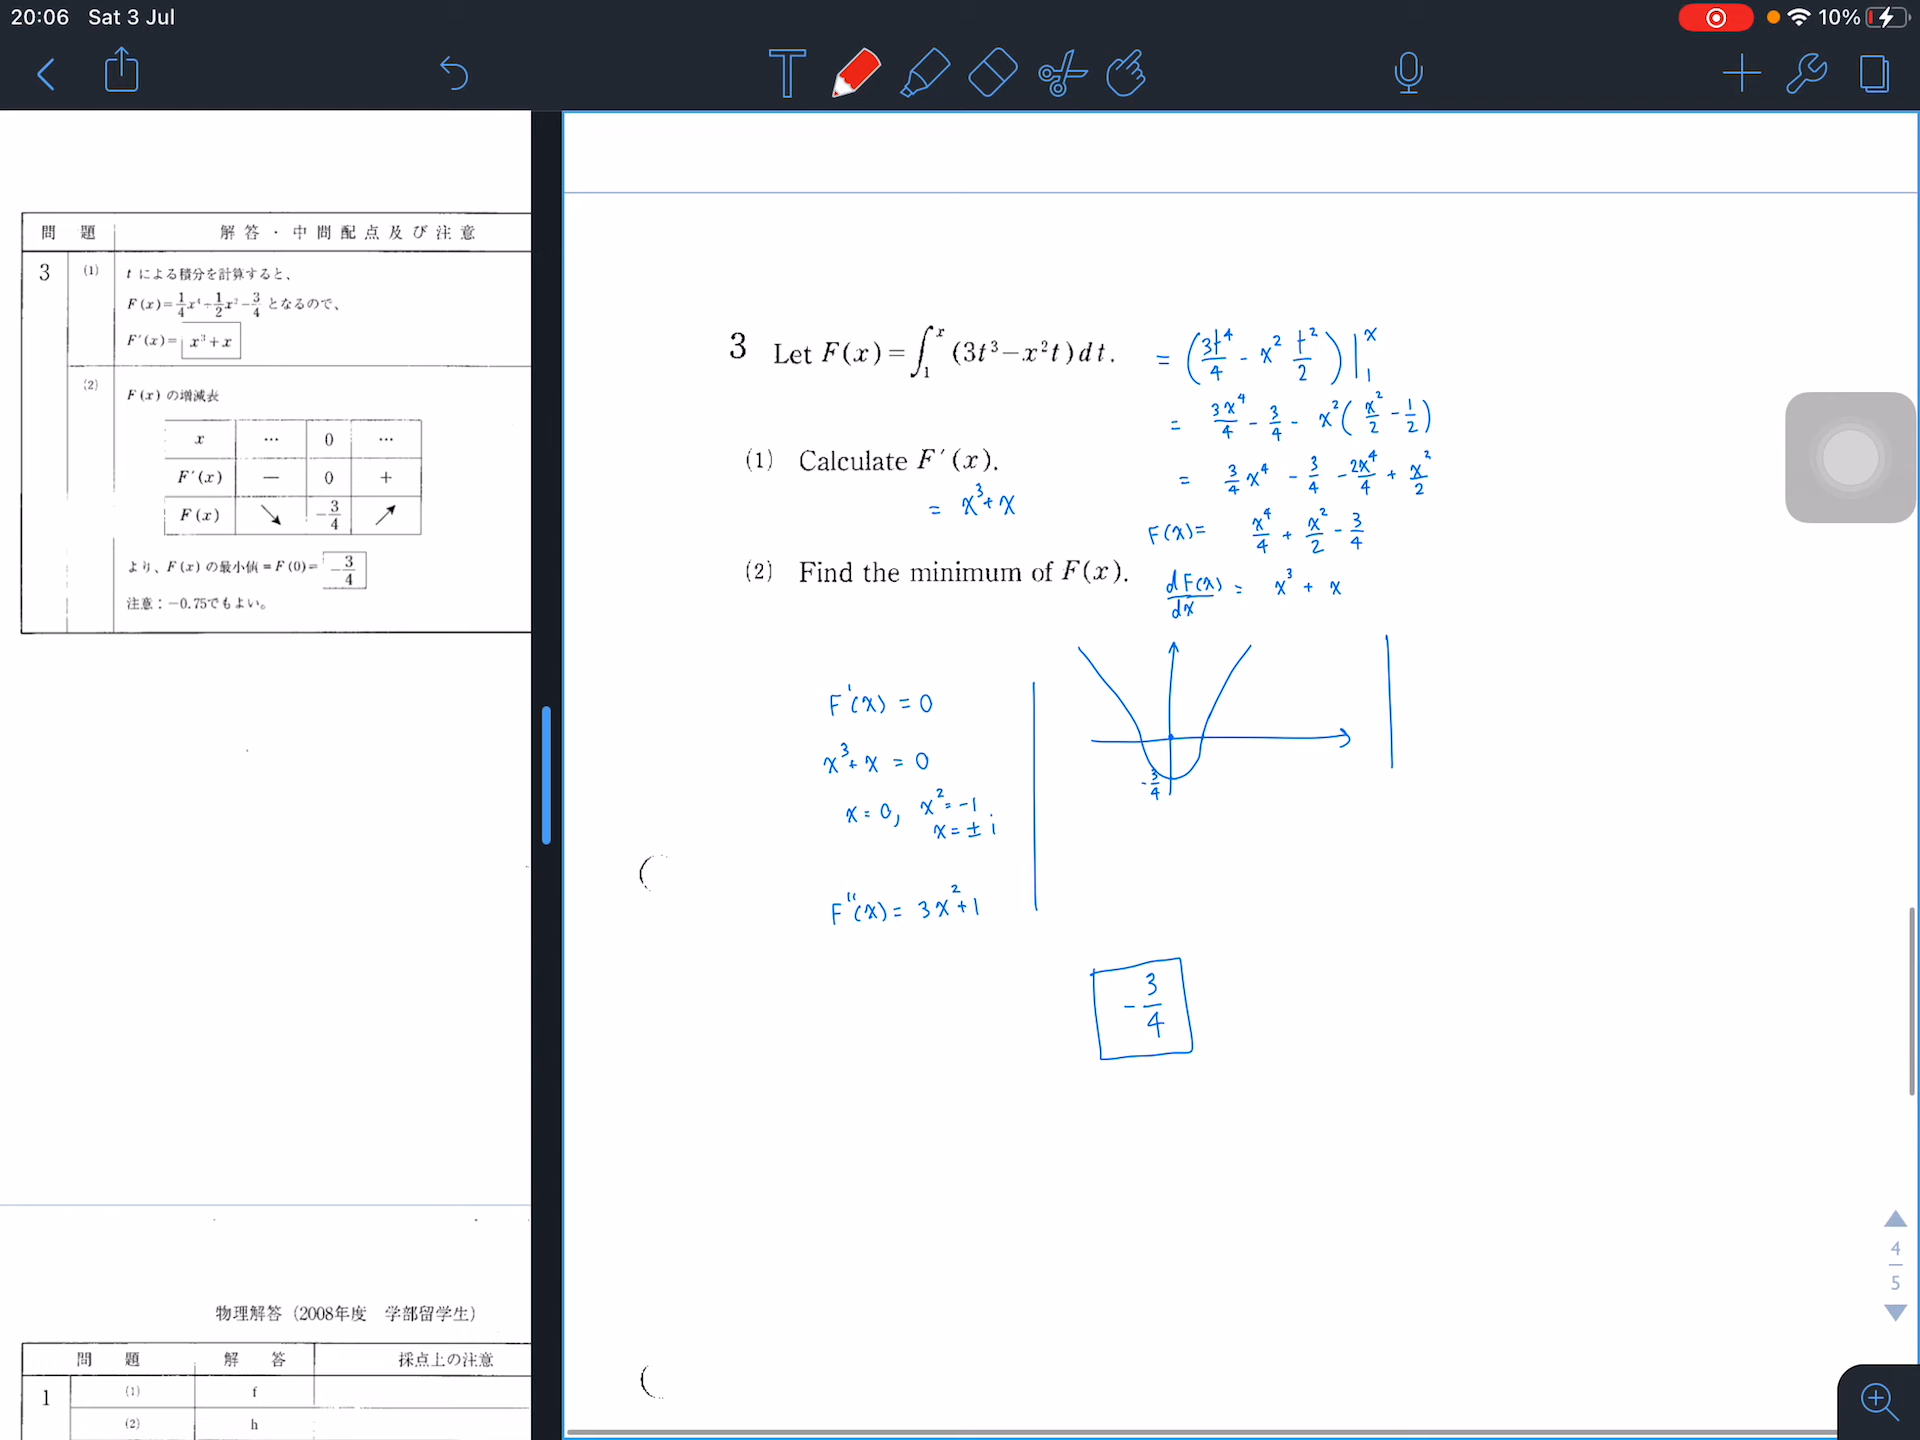 20:06 Sat 3 Jul
10%
問 題 解答・中間配点及び注意
3 (1) t による積分を計算すると、
F(x)=1/4x⁴+1/2x²−3/4 となるので、
F′(x)= x³+x
(2) F(x) の増減表
x … 0 …
F′(x) − 0 +
F(x) ↘ −3/4 ↗
より、F(x) の最小値=F(0)= −3/4
注意：−0.75でもよい。
物理解答（2008年度 学部留学生）
問 題 解 答 採点上の注意
1 (1) f
(2) h
3 Let F(x)=∫₁ˣ(3t³−x²t)dt.
= (3t⁴/4 - x² t²/2)|₁ˣ
= 3x⁴/4 - 3/4 - x²(x²/2 - 1/2)
= 3/4 x⁴ - 3/4 - 2x⁴/4 + x²/2
F(x)= x⁴/4 + x²/2 - 3/4
dF(x)/dx = x³ + x
(1) Calculate F′(x).
= x³+x
(2) Find the minimum of F(x).
F'(x) = 0
x³+x = 0
x=0, x²=-1
x=±i
F''(x)= 3x²+1
-3/4
-3/4
4
5